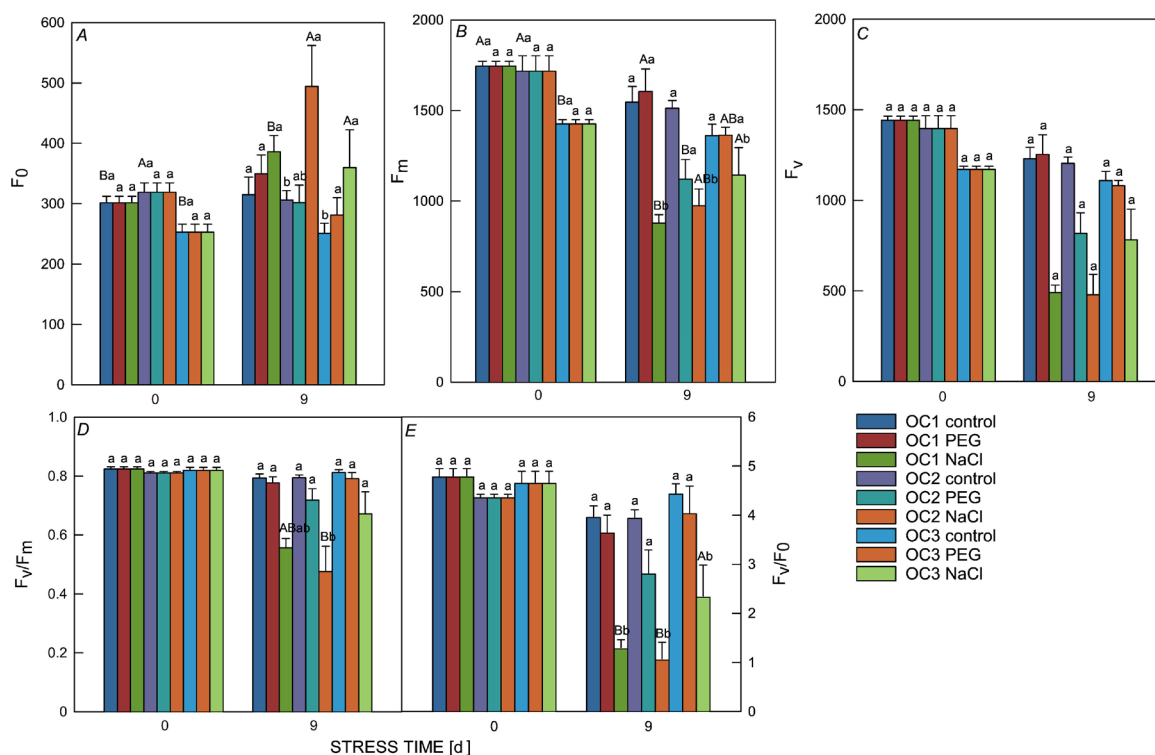 A
F0
600
500
400
300
200
100
0
Ba
a
a
Aa
a
a
Ba
a
a
a
a
Ba
b
ab
Aa
b
a
Aa
0
9
B
Fm
2000
1500
1000
500
0
Aa
a
a
Aa
a
a
Ba
a
a
a
Aa
Bb
a
Ba
ABb
a
ABa
Ab
0
9
C
Fv
2000
1500
1000
500
0
a a a a a a a a a
a
a
a
a
a
a
a
a
a
0
9
D
Fv/Fm
1.0
0.8
0.6
0.4
0.2
0
a a a a a a a a a
a
a
ABab
a
a
Bb
a
a
a
0
9
E
Fv/F0
6
5
4
3
2
1
0
a a a a a a a a a
a
a
Bb
a
a
Bb
a
a
Ab
0
9
STRESS TIME [d]
OC1 control
OC1 PEG
OC1 NaCl
OC2 control
OC2 PEG
OC2 NaCl
OC3 control
OC3 PEG
OC3 NaCl